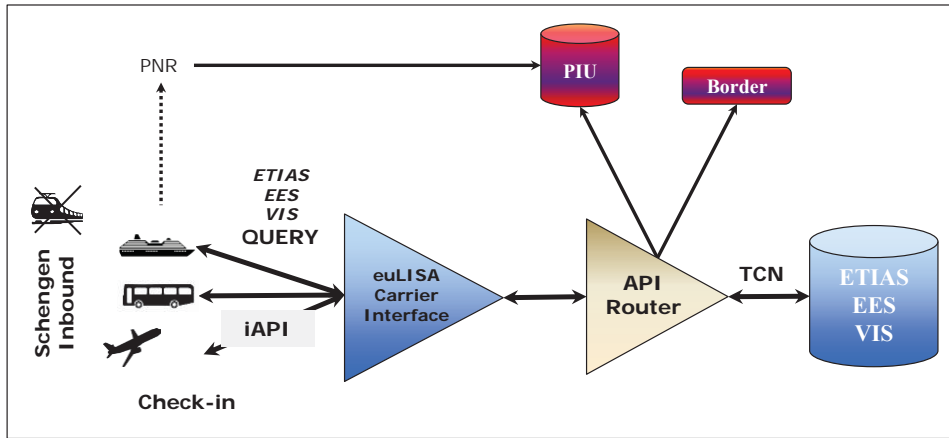 PNR
PIU
Border
ETIAS
EES
VIS
QUERY
Schengen
Inbound
euLISA
Carrier
Interface
API
Router
TCN
ETIAS
EES
VIS
iAPI
Check-in